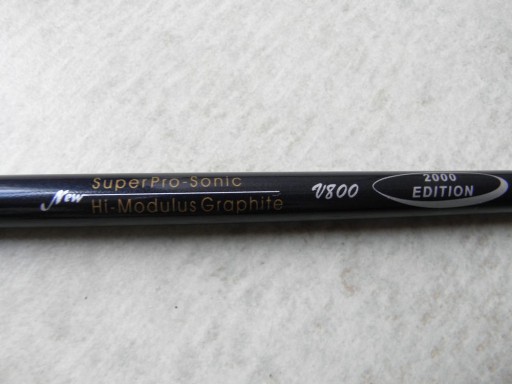 New
SuperPro-Sonic
Hi-Modulus Graphite
V800
2000
EDITION